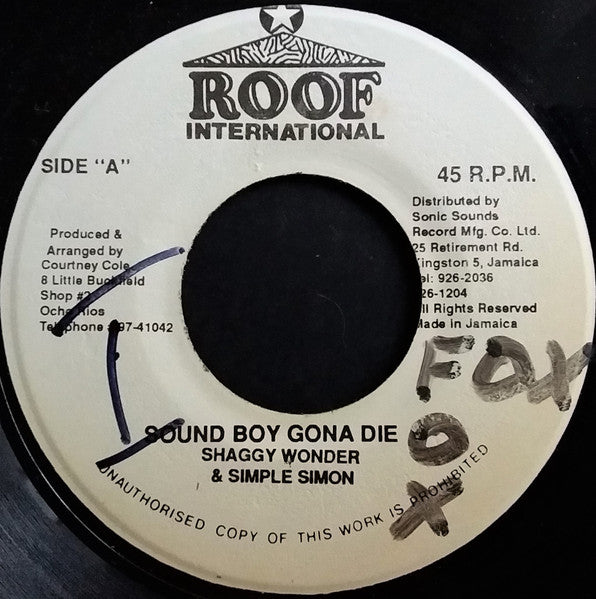 ROOF
INTERNATIONAL
SIDE "A"
45 R.P.M.
Produced &
Arranged by
Courtney Cole
8 Little
Shop
Ocho Rios
Telephone
Distributed by
Sonic Sounds
Record Mfg. Co. Ltd.
25 Retirement Rd.
Kingston 5, Jamaica
Tel: 926-2036
926-1204
All Rights Reserved
Made in Jamaica
FOX
SOUND BOY GONA DIE
SHAGGY WONDER
& SIMPLE SIMON
UNAUTHORISED COPY OF THIS WORK IS PROHIBITED